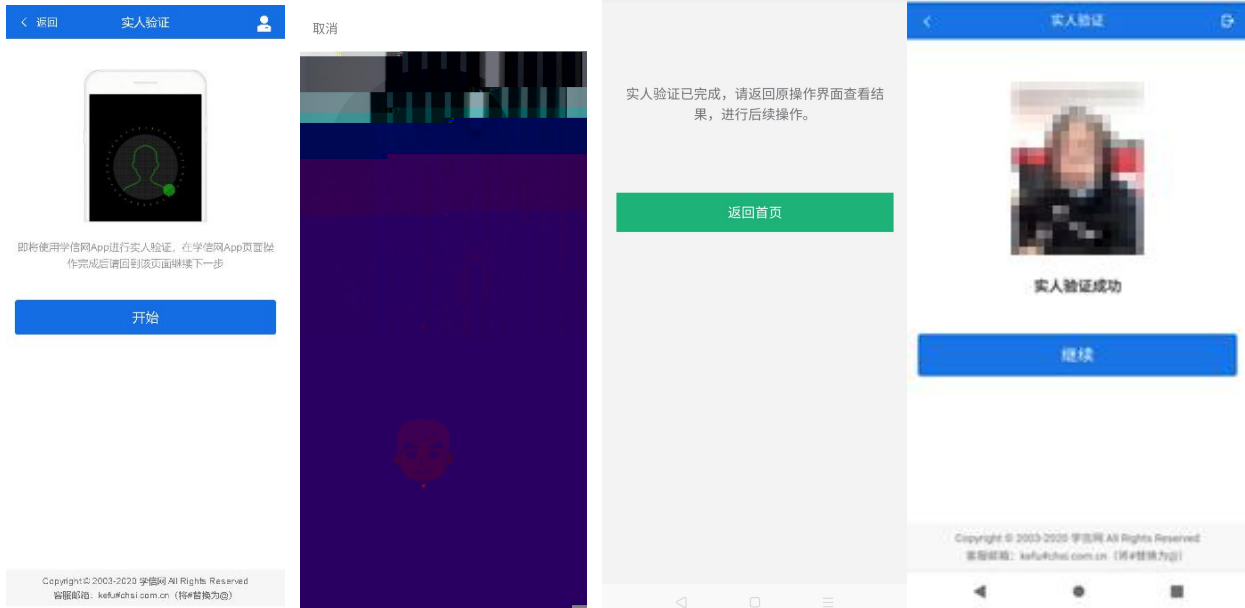 返回
实人验证
即将使用学信网App进行实人验证，在学信网App页面操
作完成后请回到该页面继续下一步
开始
Copyright © 2003-2020 学信网 All Rights Reserved
客服邮箱：kefu#chsi.com.cn（将#替换为@）
取消
实人验证已完成，请返回原操作界面查看结
果，进行后续操作。
返回首页
实人验证
实人验证成功
继续
Copyright © 2003-2020 学信网 All Rights Reserved
客服邮箱：kefu#chsi.com.cn（将#替换为@）